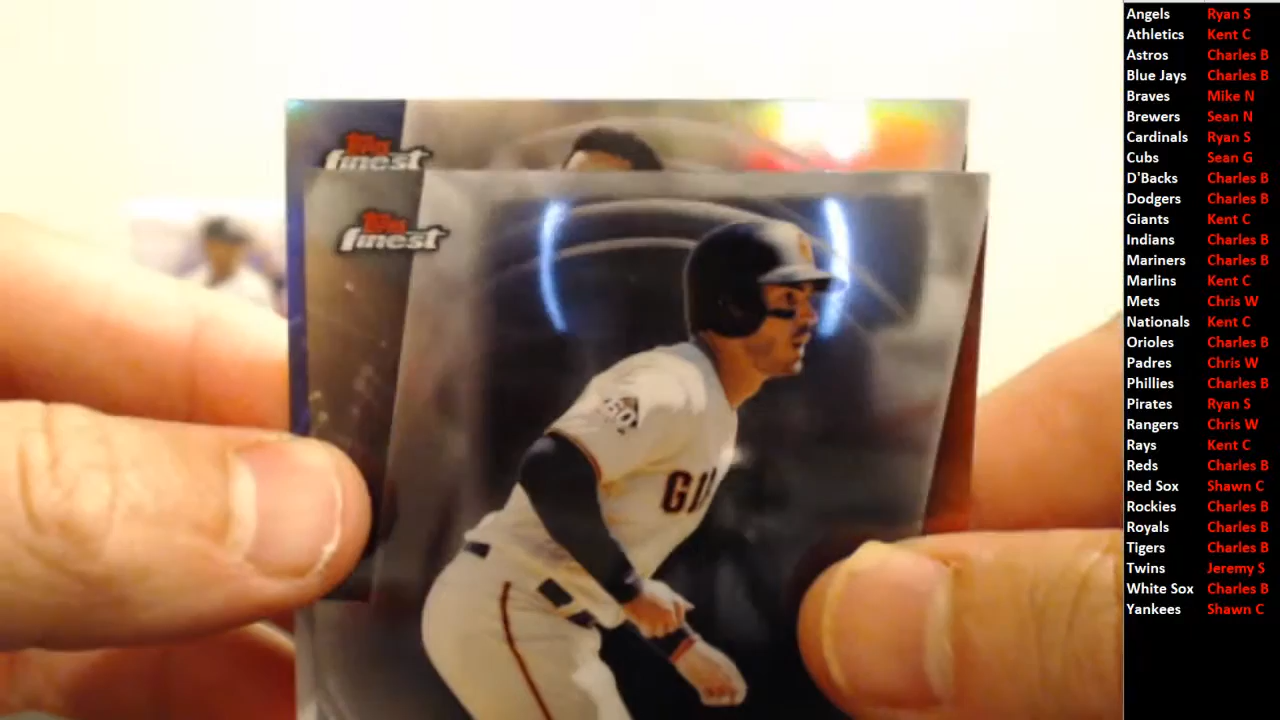 Topps
finest
Topps
finest
60
GI
Angels Ryan S
Athletics Kent C
Astros Charles B
Blue Jays Charles B
Braves Mike N
Brewers Sean N
Cardinals Ryan S
Cubs Sean G
D'Backs Charles B
Dodgers Charles B
Giants Kent C
Indians Charles B
Mariners Charles B
Marlins Kent C
Mets Chris W
Nationals Kent C
Orioles Charles B
Padres Chris W
Phillies Charles B
Pirates Ryan S
Rangers Chris W
Rays Kent C
Reds Charles B
Red Sox Shawn C
Rockies Charles B
Royals Charles B
Tigers Charles B
Twins Jeremy S
White Sox Charles B
Yankees Shawn C